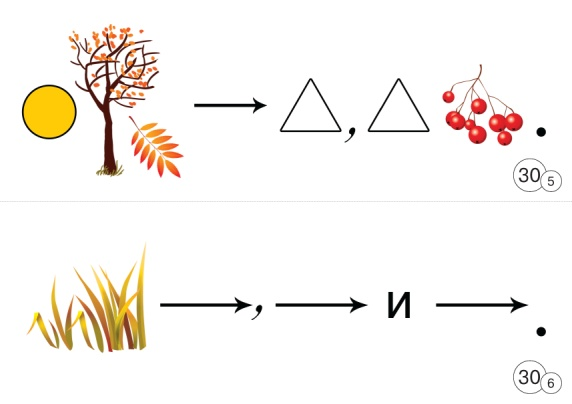 , .
30 5
, и .
30 6